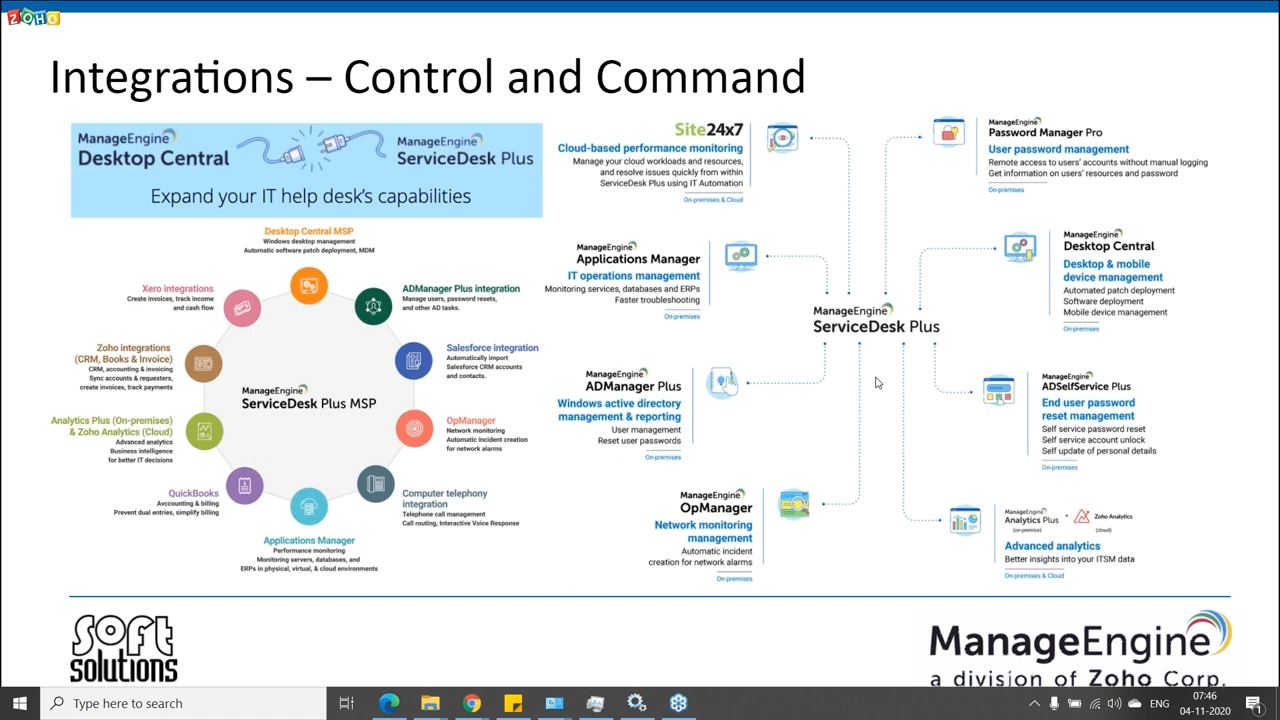 ZOHO
Integrations – Control and Command
ManageEngine
Desktop Central
ManageEngine
ServiceDesk Plus
Expand your IT help desk's capabilities
Desktop Central MSP
Windows desktop management
Automatic software patch deployment, MDM
Xero integrations
Create invoices, track income
and cash flow
ADManager Plus integration
Manage users, password resets,
and other AD tasks.
Zoho integrations
(CRM, Books & Invoice)
CRM, accounting & invoicing
Sync accounts & requesters,
create invoices, track payments
Salesforce integration
Automatically import
Salesforce CRM accounts
and contacts.
ManageEngine
ServiceDesk Plus MSP
Analytics Plus (On-premises)
& Zoho Analytics (Cloud)
Advanced analytics
Business intelligence
for better IT decisions
OpManager
Network monitoring
Automatic incident creation
for network alarms
QuickBooks
Avccounting & billing
Prevent dual entries, simplify billing
Computer telephony
integration
Telephone call management
Call routing, Interactive Voice Response
Applications Manager
Performance monitoring
Monitoring servers, databases, and
ERPs in physical, virtual, & cloud environments
Site24x7
Cloud-based performance monitoring
Manage your cloud workloads and resources,
and resolve issues quickly from within
ServiceDesk Plus using IT Automation
On-premises & Cloud
ManageEngine
Password Manager Pro
User password management
Remote access to users' accounts without manual logging
Get information on users' resources and password
On-premises
ManageEngine
Applications Manager
IT operations management
Monitoring services, databases and ERPs
Faster troubleshooting
On-premises
ManageEngine
Desktop Central
Desktop & mobile
device management
Automated patch deployment
Software deployment
Mobile device management
On-premises
ManageEngine
ServiceDesk Plus
ManageEngine
ADManager Plus
Windows active directory
management & reporting
User management
Reset user passwords
On-premises
ManageEngine
ADSelfService Plus
End user password
reset management
Self service password reset
Self service account unlock
Self update of personal details
On-premises
ManageEngine
OpManager
Network monitoring
management
Automatic incident
creation for network alarms
On-premises
ManageEngine
Analytics Plus
(on-premise)
+
Zoho Analytics
(cloud)
Advanced analytics
Better insights into your ITSM data
On-premises & Cloud
soft
solutions
ManageEngine
a division of Zoho Corp.
Type here to search
ENG
07:46
04-11-2020
1